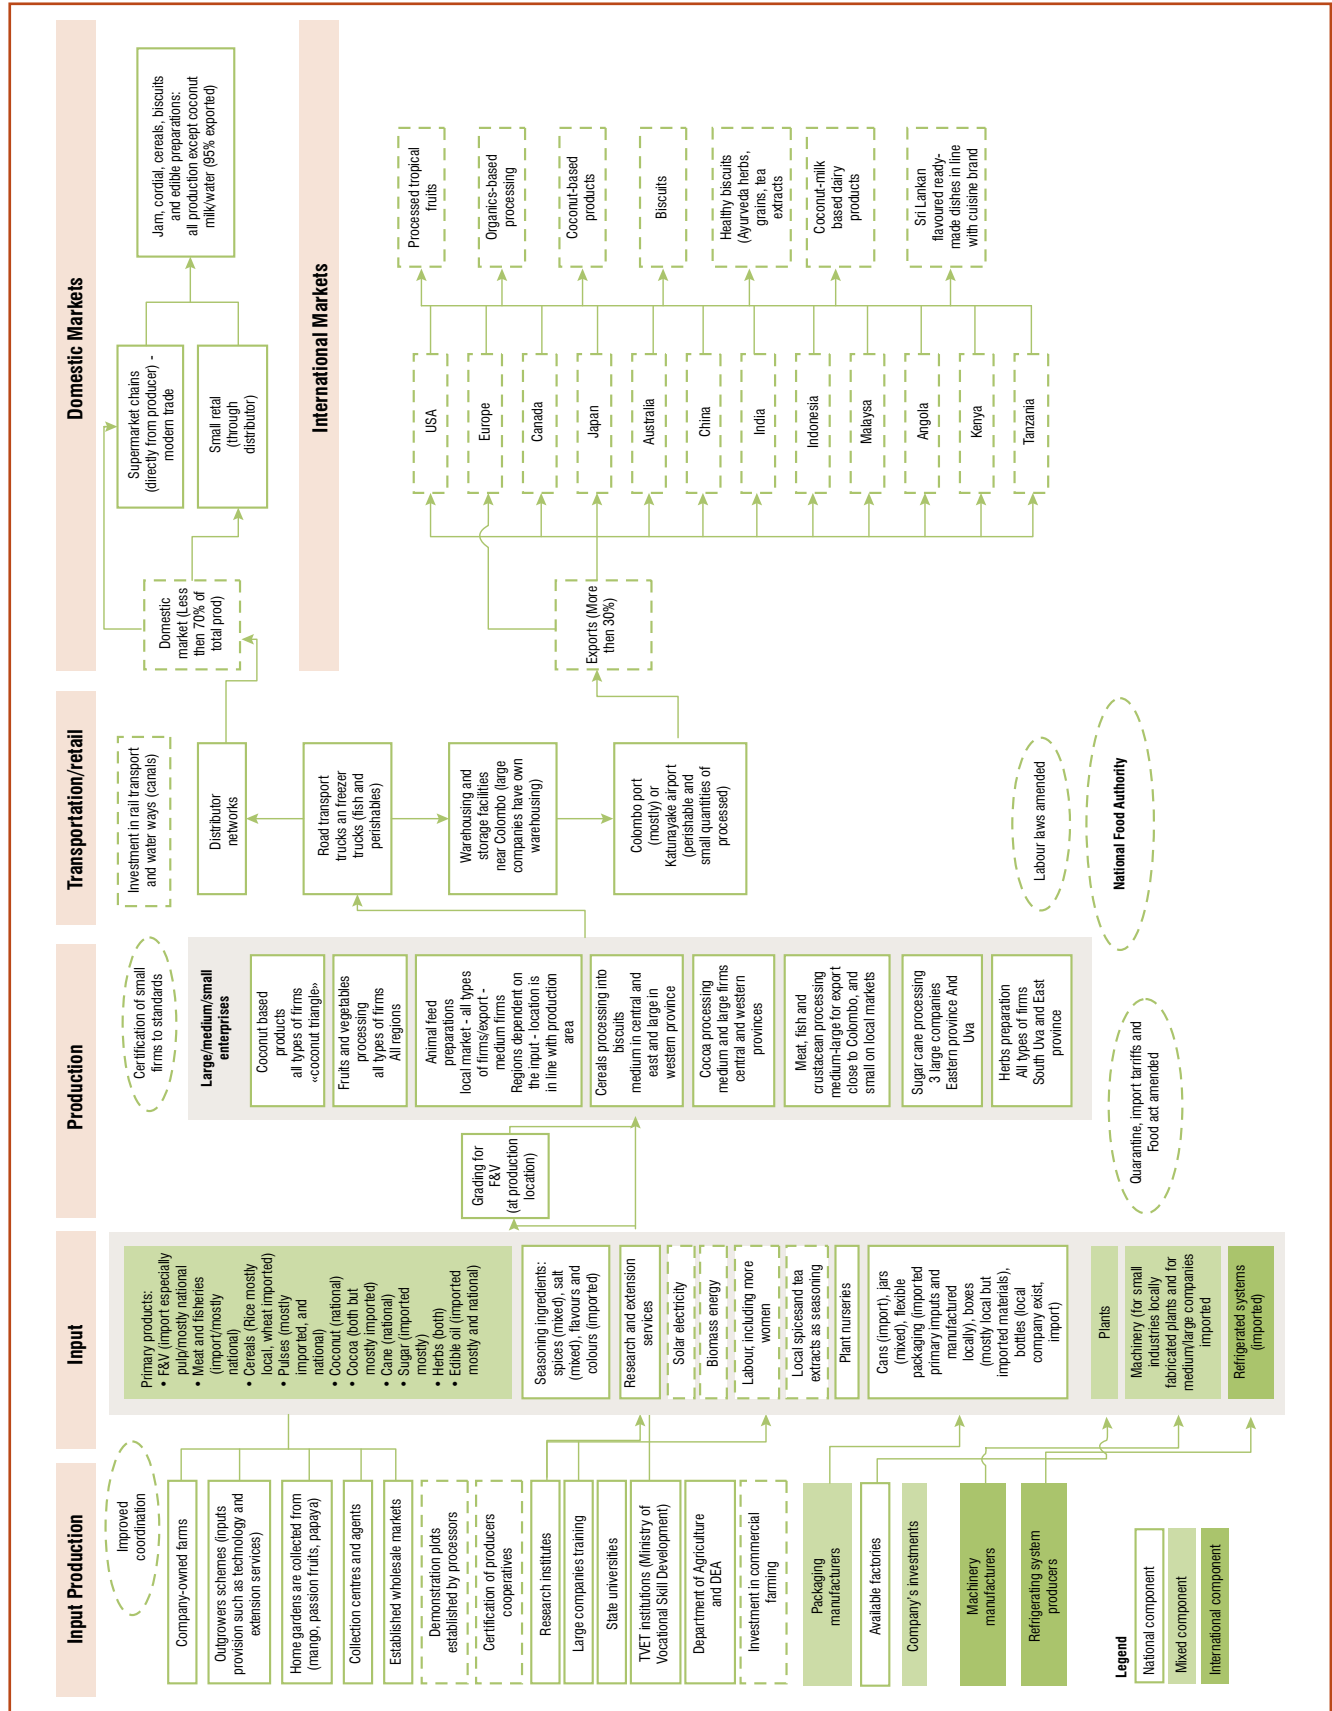 Input Production
Improved
coordination
Company-owned farms
Outgrowers schemes (inputs
provision such as technology and
extension services)
Home gardens are collected from
(mango, passion fruits, papaya)
Collection centres and agents
Established wholesale markets
Demonstration plots
established by processors
Certification of producers
cooperatives
Research institutes
Large companies training
State universities
TVET institutions (Ministry of
Vocational Skill Development)
Department of Agriculture
and DEA
Investment in commercial
farming
Packaging
manufacturers
Available factories
Company's investments
Machinery
manufacturers
Refrigerating system
producers
Legend
National component
Mixed component
International component
Input
Primary products:
• F&V (import especially
pulp/mostly national
• Meat and fisheries
(import/mostly
national)
• Cereals (Rice mostly
local, wheat imported)
• Pulses (mostly
imported, and
national)
• Coconut (national)
• Cocoa (both but
mostly imported)
• Cane (national)
• Sugar (imported
mostly)
• Herbs (both)
• Edible oil (imported
mostly and national)
Seasoning ingredients:
spices (mixed), salt
(mixed), flavours and
colours (imported)
Research and extension
services
Solar electricity
Biomass energy
Labour, including more
women
Local spicesand tea
extracts as seasoning
Plant nurseries
Cans (import), jars
(mixed), flexible
packaging (imported
primary inputs and
manufactured
locally), boxes
(mostly local but
imported materials),
bottles (local
company exist,
import)
Plants
Machinery (for small
industries locally
fabricated plants and for
medium/large companies
imported
Refrigerated systems
(imported)
Production
Certification of small
firms to standards
Grading for
F&V
(at production
location)
Large/medium/small
enterprises
Coconut based
products
all types of firms
«coconut triangle»
Fruits and vegetables
processing
all types of firms
All regions
Animal feed
preparations
local market - all types
of firms/export -
medium firms
Regions dependent on
the input - location is
in line with production
area
Cereals processing into
biscuits
medium in central and
east and large in
western province
Cocoa processing
medium and large firms
central and western
provinces
Meat, fish and
crustacean processing
medium-large for export
close to Colombo, and
small on local markets
Sugar cane processing
3 large companies
Eastern province And
Uva
Herbs preparation
All types of firms
South Uva and East
province
Quarantine, import tarriffs and
Food act amended
Transportation/retail
Investment in rail transport
and water ways (canals)
Distributor
networks
Road transport
trucks an freezer
trucks (fish and
perishables)
Warehousing and
storage facilities
near Colombo (large
companies have own
warehousing)
Colombo port
(mostly) or
Katunayake airport
(perishable and
small quantities of
processed)
Labour laws amended
National Food Authority
Domestic Markets
Domestic
market (Less
then 70% of
total prod)
Supermarket chains
(directly from producer) -
modern trade
Small retal
(through
distributor)
Jam, cordial, cereals, biscuits
and edible preparations:
all production except coconut
milk/water (95% exported)
International Markets
Exports (More
then 30%)
USA
Europe
Canada
Japan
Australia
China
India
Indonesia
Malaysa
Angola
Kenya
Tanzania
Processed tropical
fruits
Organics-based
processing
Coconut-based
products
Biscuits
Healthy biscuits
(Ayurveda herbs,
grains, tea
extracts
Coconut-milk
based dairy
products
Sri Lankan
flavoured ready-
made dishes in line
with cuisine brand